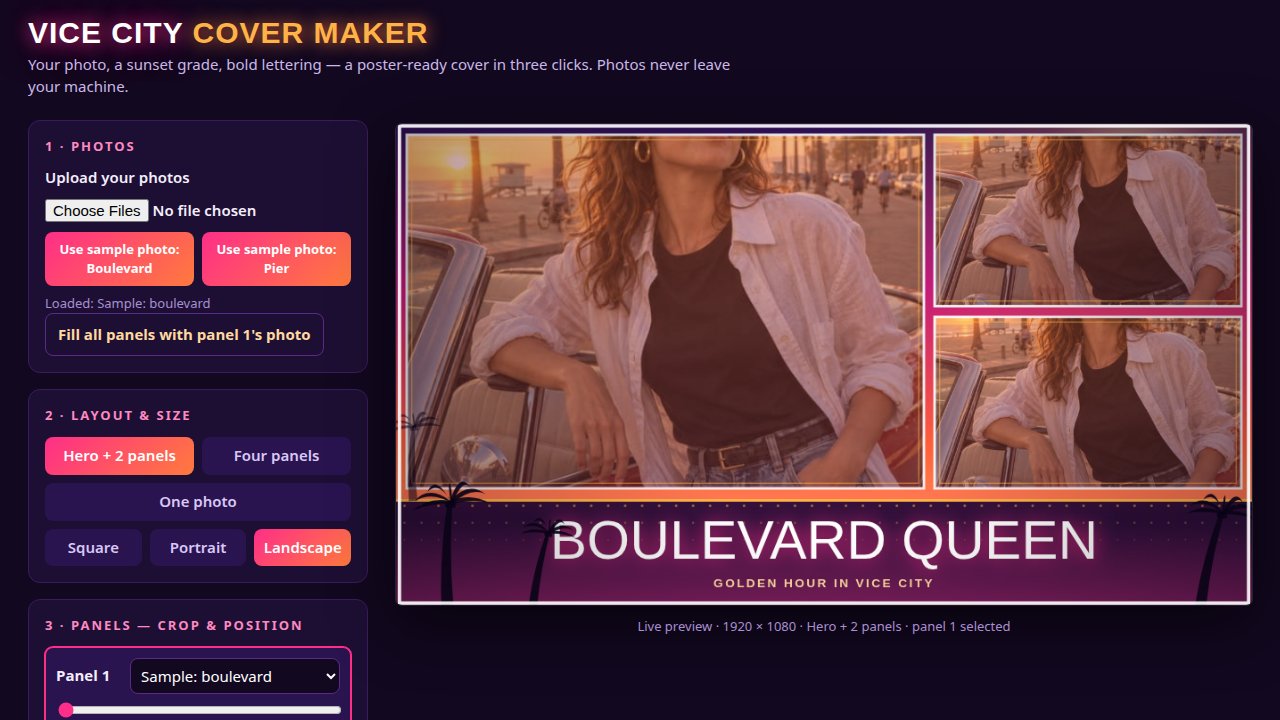 VICE CITY COVER MAKER
Your photo, a sunset grade, bold lettering — a poster-ready cover in three clicks. Photos never leave
your machine.
1 · PHOTOS
Upload your photos
Choose Files No file chosen
Use sample photo:
Boulevard
Use sample photo:
Pier
Loaded: Sample: boulevard
Fill all panels with panel 1's photo
2 · LAYOUT & SIZE
Hero + 2 panels
Four panels
One photo
Square
Portrait
Landscape
3 · PANELS — CROP & POSITION
Panel 1
Sample: boulevard
BOULEVARD QUEEN
GOLDEN HOUR IN VICE CITY
Live preview · 1920 × 1080 · Hero + 2 panels · panel 1 selected